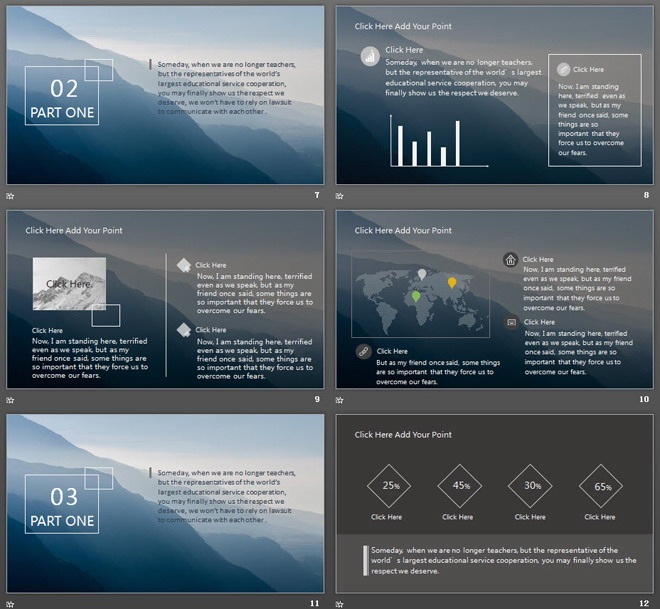 02
PART ONE
Someday, when we are no longer teachers,
but the representatives of the world's
largest educational service cooperation,
you may finally show us the respect we
deserve, we won't have to rely on lawsuit
to communicate with each other.
7
Click Here Add Your Point
Click Here
Someday, when we are no longer teachers,
but the representative of the world's largest
educational service cooperation, you may
finally show us the respect we deserve.
Click Here
Now, I am standing
here, terrified even as
we speak, but as my
friend once said, some
things are so
important that they
force us to overcome
our fears.
8
Click Here Add Your Point
Click Here
Click Here
Now, I am standing here, terrified
even as we speak, but as my
friend once said, some things are
so important that they force us to
overcome our fears.
Click Here
Now, I am standing here, terrified
even as we speak, but as my
friend once said, some things are
so important that they force us to
overcome our fears.
Click Here
Now, I am standing here, terrified
even as we speak, but as my
friend once said, some things are
so important that they force us to
overcome our fears.
9
Click Here Add Your Point
Click Here
Now, I am standing here, terrified
even as we speak, but as my
friend once said, some things are
so important that they force us to
overcome our fears.
Click Here
Now, I am standing here, terrified
even as we speak, but as my
friend once said, some things are
so important that they force us to
overcome our fears.
Click Here
But as my friend once said, some things
are so important that they force us to
overcome our fears.
10
03
PART ONE
Someday, when we are no longer teachers,
but the representatives of the world's
largest educational service cooperation,
you may finally show us the respect we
deserve, we won't have to rely on lawsuit
to communicate with each other.
11
Click Here Add Your Point
25%
45%
30%
65%
Click Here
Click Here
Click Here
Click Here
Someday, when we are no longer teachers, but the representative of the
world's largest educational service cooperation, you may finally show us the
respect we deserve.
12